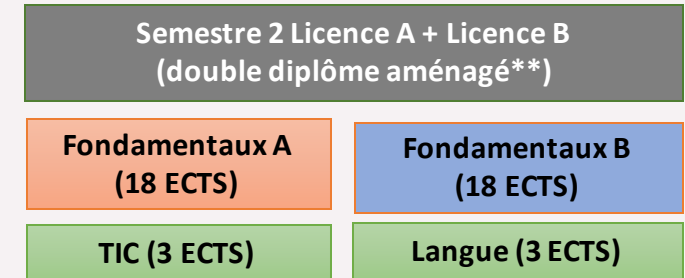 Semestre 2 Licence A + Licence B
(double diplôme aménagé**)
Fondamentaux A
(18 ECTS)
Fondamentaux B
(18 ECTS)
TIC (3 ECTS)
Langue (3 ECTS)